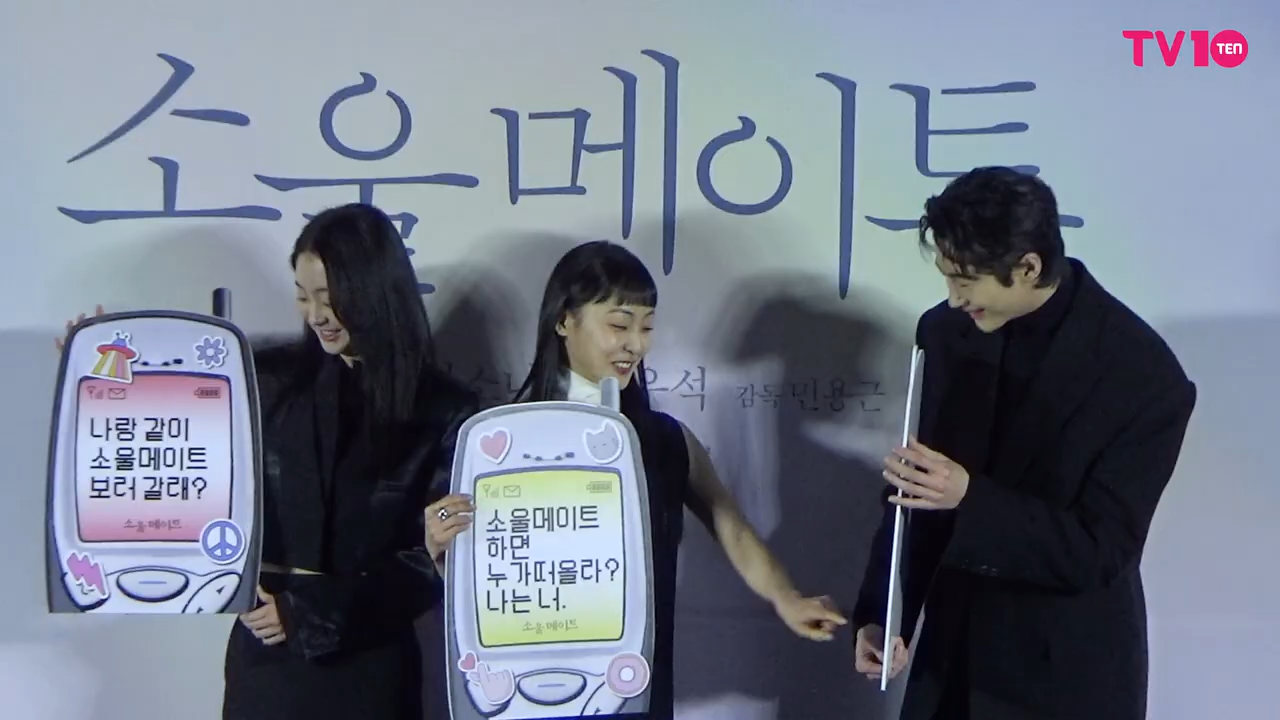 TV10
TEN
소울메이트
우석 감독 민용근
나랑 같이
소울메이트
보러 갈래?
소울 메이트
소울메이트
하면
누가떠올라?
나는 너.
소울 메이트